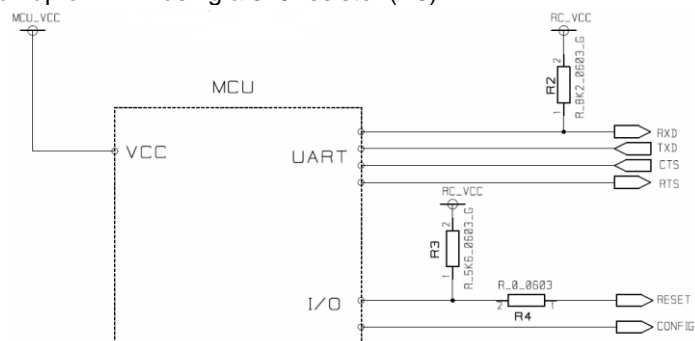 MCU_VCC
RC_VCC
R2
R_8K2_0603_G
2
1
MCU
VCC
UART
RXD
TXD
CTS
RTS
RC_VCC
R3
R_5K6_0603_G
2
1
I/O
R_0_0603
2
1
R4
RESET
CONFIG